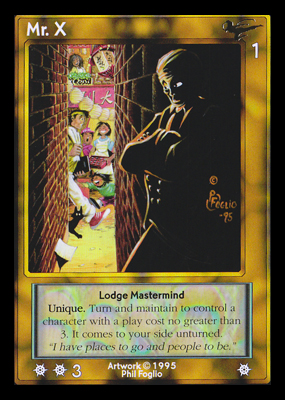 Mr. X
1
©
Foglio
-95
Lodge Mastermind
Unique. Turn and maintain to control a
character with a play cost no greater than
3. It comes to your side unturned.
"I have places to go and people to be."
3
Artwork © 1995
Phil Foglio